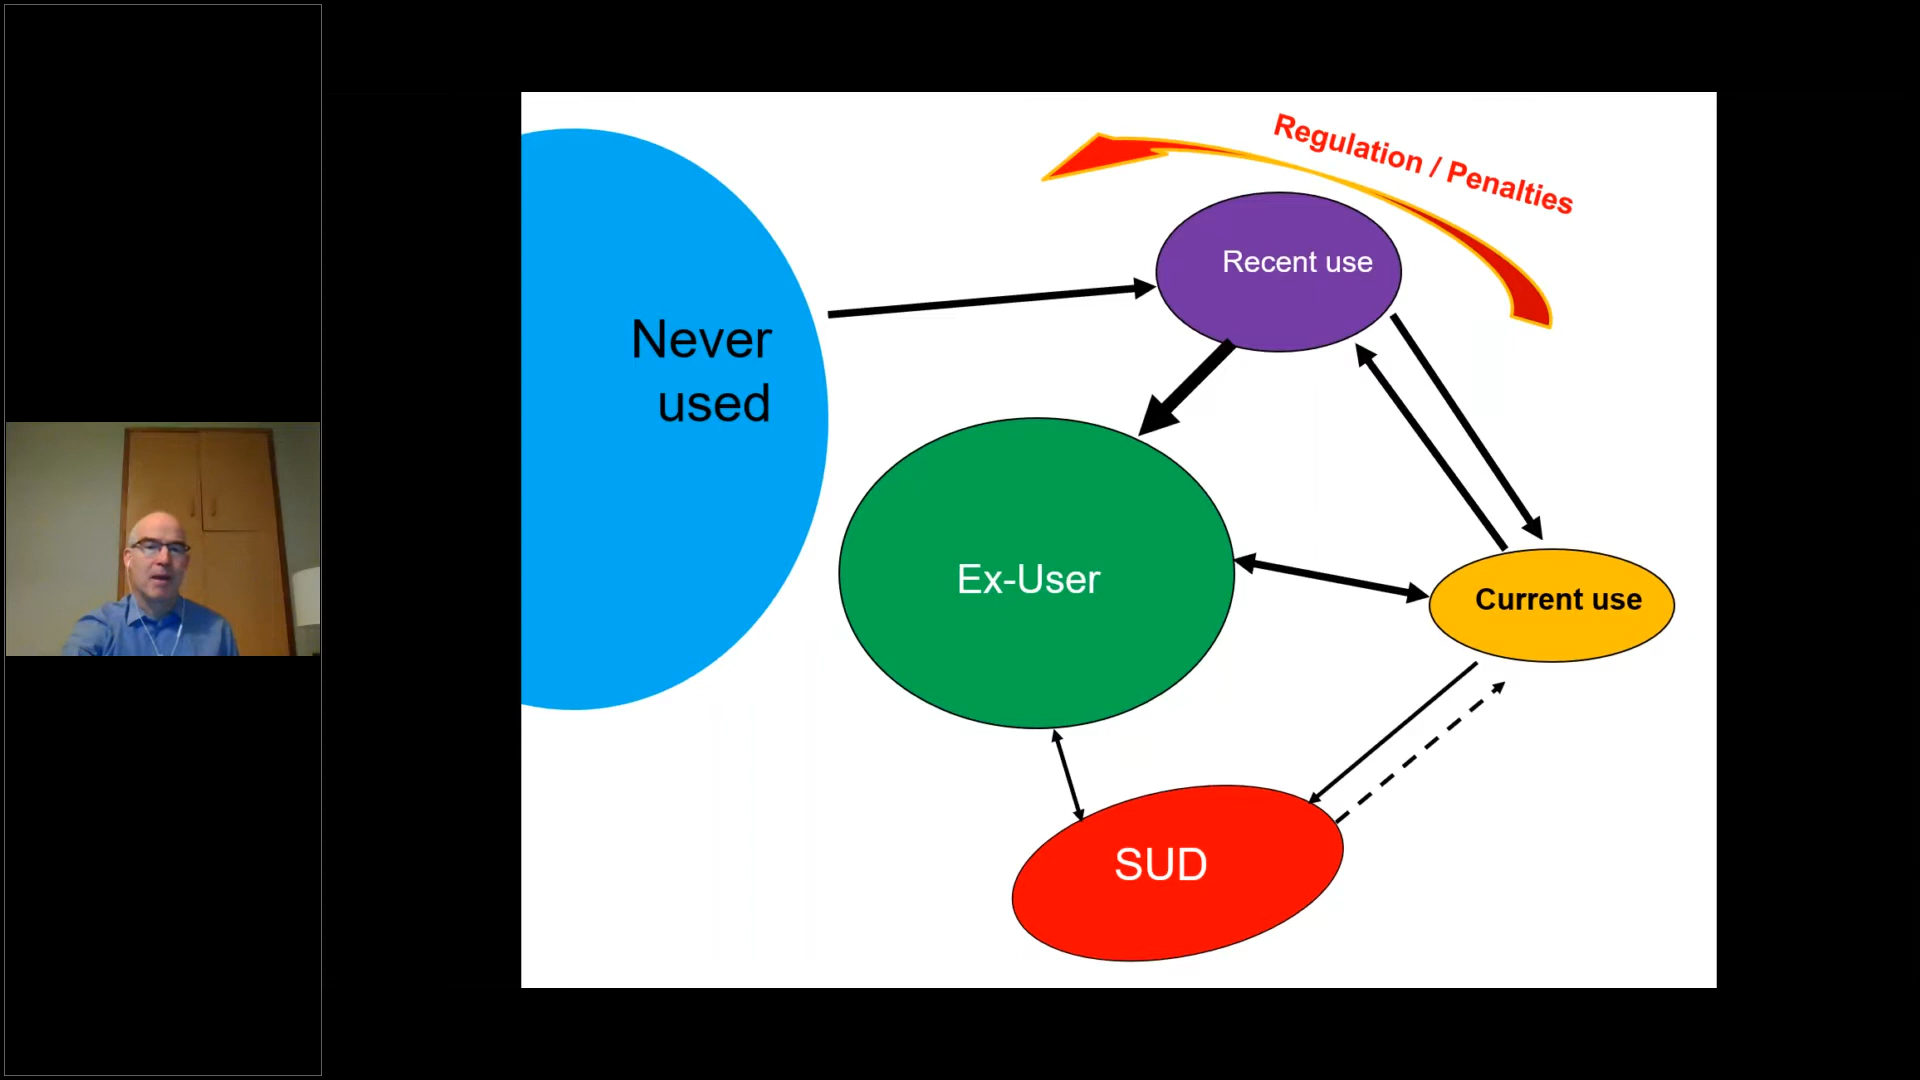 Regulation / Penalties
Recent use
Never
used
Ex-User
Current use
SUD